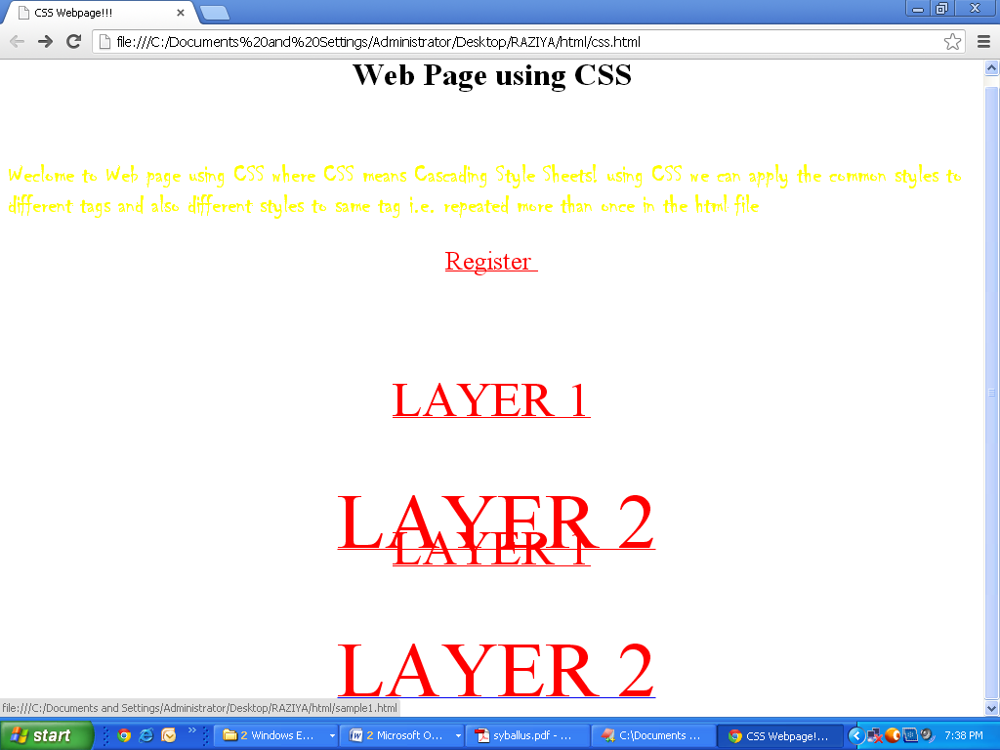 CSS Webpage!!!
file:///C:/Documents%20and%20Settings/Administrator/Desktop/RAZIYA/html/css.html
Web Page using CSS
Weclome to Web page using CSS where CSS means Cascading Style Sheets! using CSS we can apply the common styles to
different tags and also different styles to same tag i.e. repeated more than once in the html file
Register
LAYER 1
LAYER 2
LAYER 1
LAYER 2
file:///C:/Documents and Settings/Administrator/Desktop/RAZIYA/html/sample1.html
start
2 Windows E...
2 Microsoft O...
syballus.pdf - ...
C:\Documents ...
CSS Webpage!...
7:38 PM